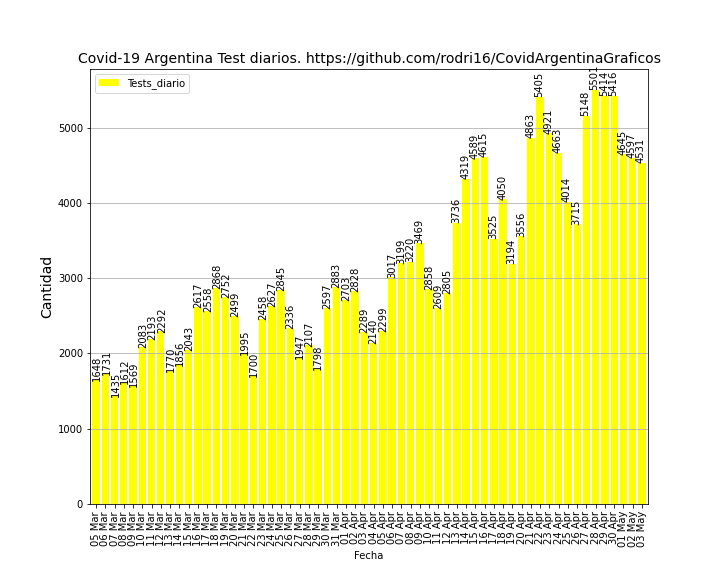 Covid-19 Argentina Test diarios. https://github.com/rodri16/CovidArgentinaGraficos
Tests_diario
Cantidad
5000
4000
3000
2000
1000
0
1648
1731
1435
1612
1569
2083
2193
2292
1770
1856
2043
2617
2558
2868
2752
2499
1995
1700
2458
2627
2845
2336
1947
2107
1798
2597
2883
2703
2828
2289
2140
2299
3017
3199
3220
3469
2858
2609
2805
3736
4319
4589
4615
3525
4050
3194
3556
4863
5405
4921
4663
4014
3715
5148
5501
5414
5416
4645
4597
4531
05 Mar
06 Mar
07 Mar
08 Mar
09 Mar
10 Mar
11 Mar
12 Mar
13 Mar
14 Mar
15 Mar
16 Mar
17 Mar
18 Mar
19 Mar
20 Mar
21 Mar
22 Mar
23 Mar
24 Mar
25 Mar
26 Mar
27 Mar
28 Mar
29 Mar
30 Mar
31 Mar
01 Apr
02 Apr
03 Apr
04 Apr
05 Apr
06 Apr
07 Apr
08 Apr
09 Apr
10 Apr
11 Apr
12 Apr
13 Apr
14 Apr
15 Apr
16 Apr
17 Apr
18 Apr
19 Apr
20 Apr
21 Apr
22 Apr
23 Apr
24 Apr
25 Apr
26 Apr
27 Apr
28 Apr
29 Apr
30 Apr
01 May
02 May
03 May
Fecha